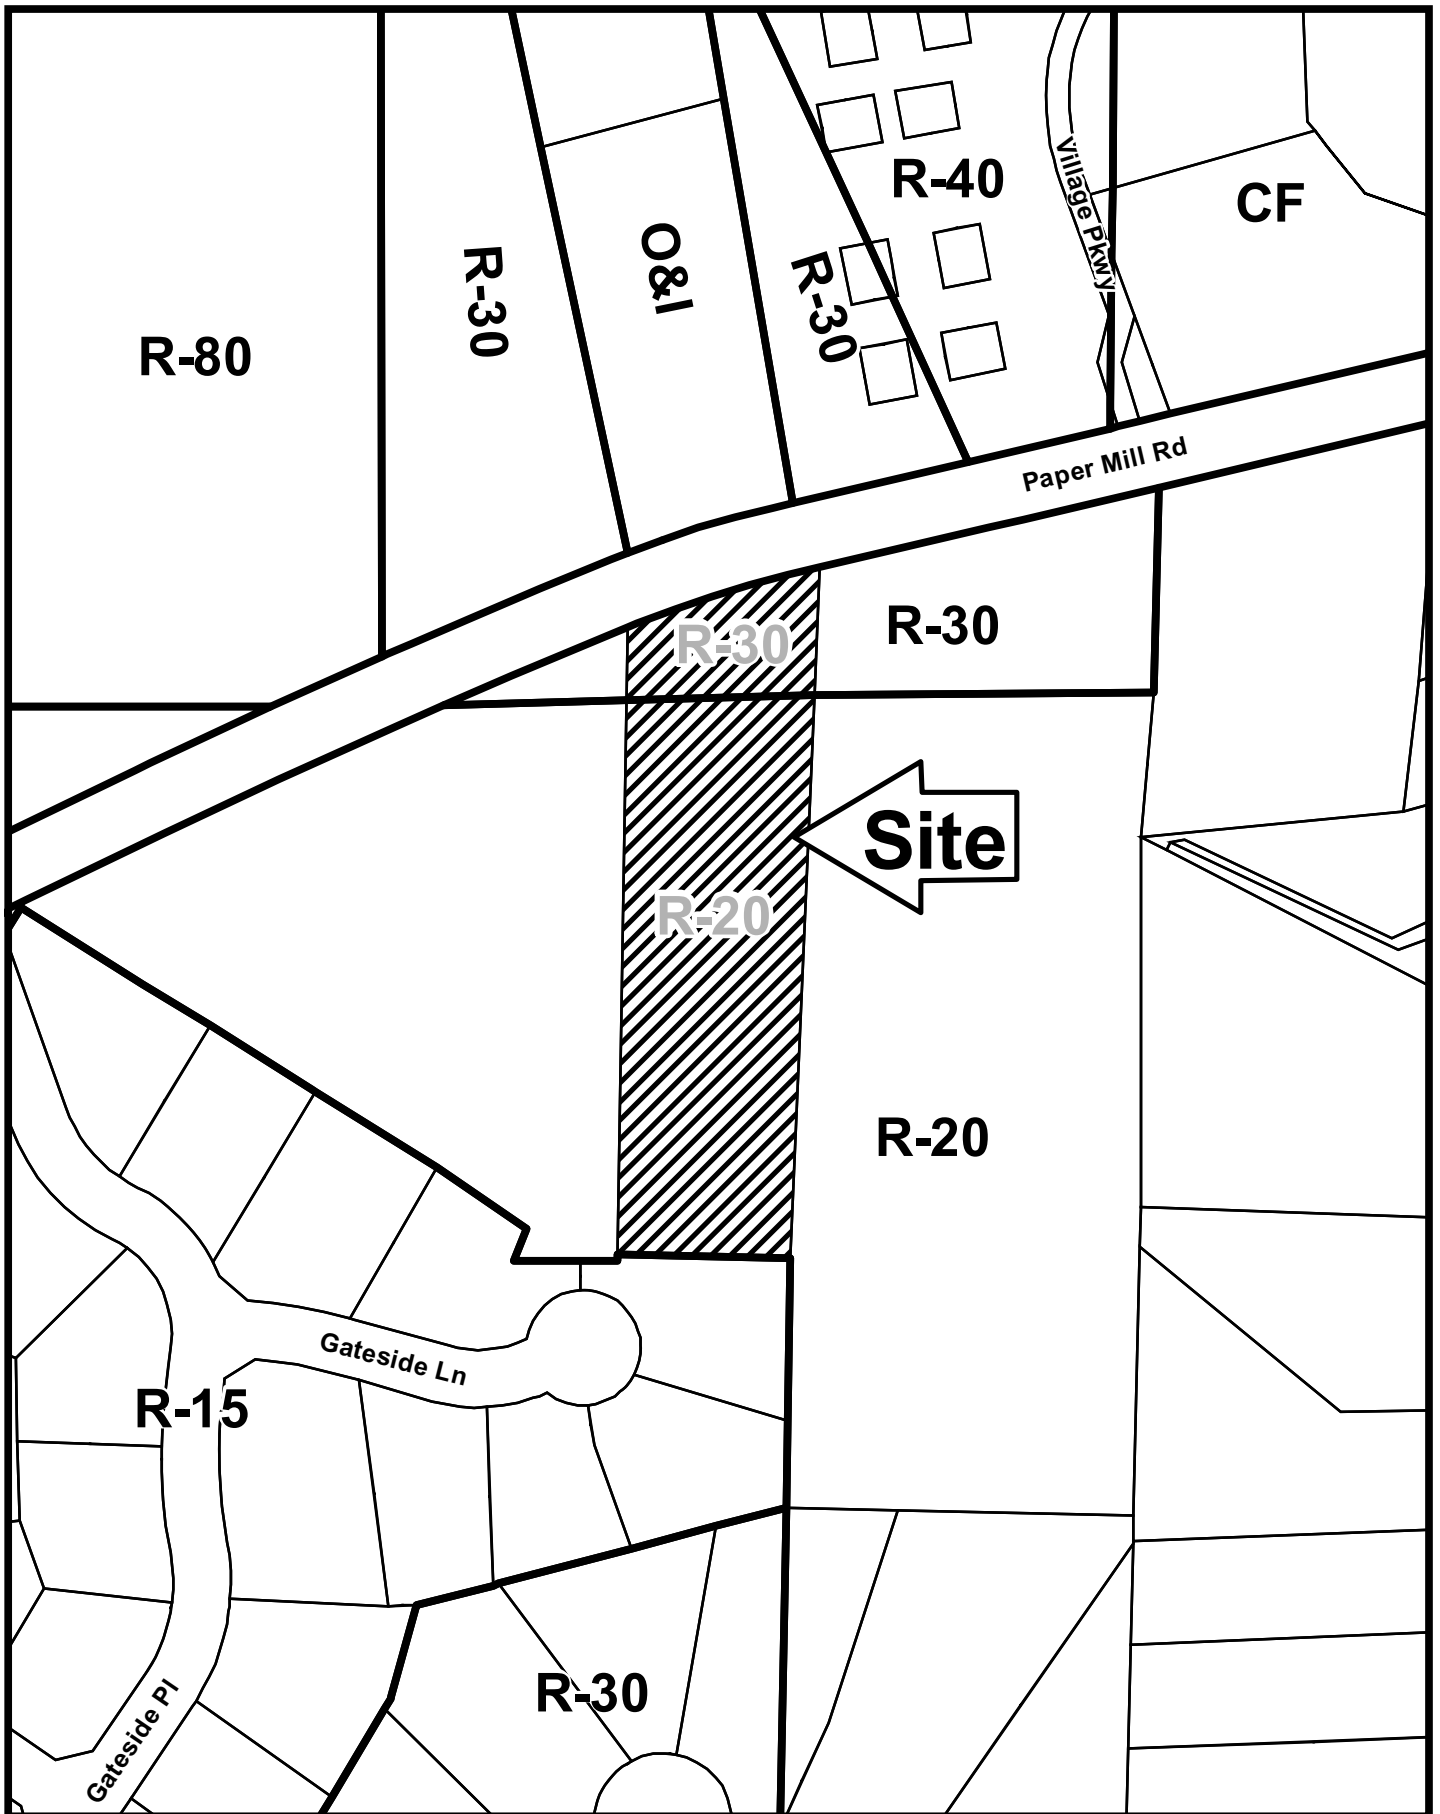 R-40
Village Pkwy
CF
R-80
R-30
O&I
R-30
Paper Mill Rd
R-30
R-30
Site
R-20
R-20
Gateside Ln
R-15
R-30
Gateside Pl